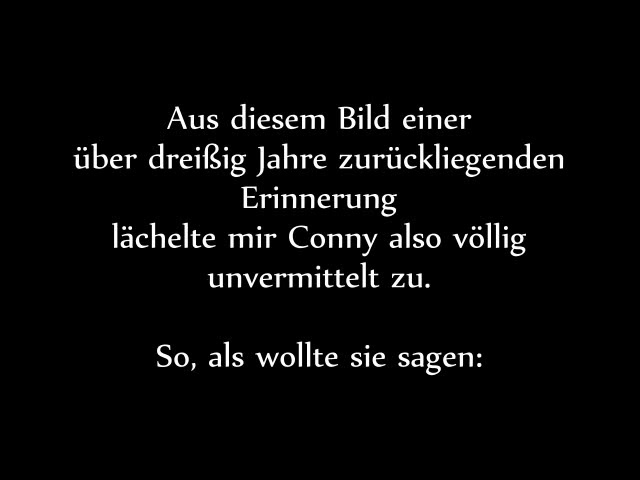 Aus diesem Bild einer
über dreißig Jahre zurückliegenden
Erinnerung
lächelte mir Conny also völlig
unvermittelt zu.
So, als wollte sie sagen: